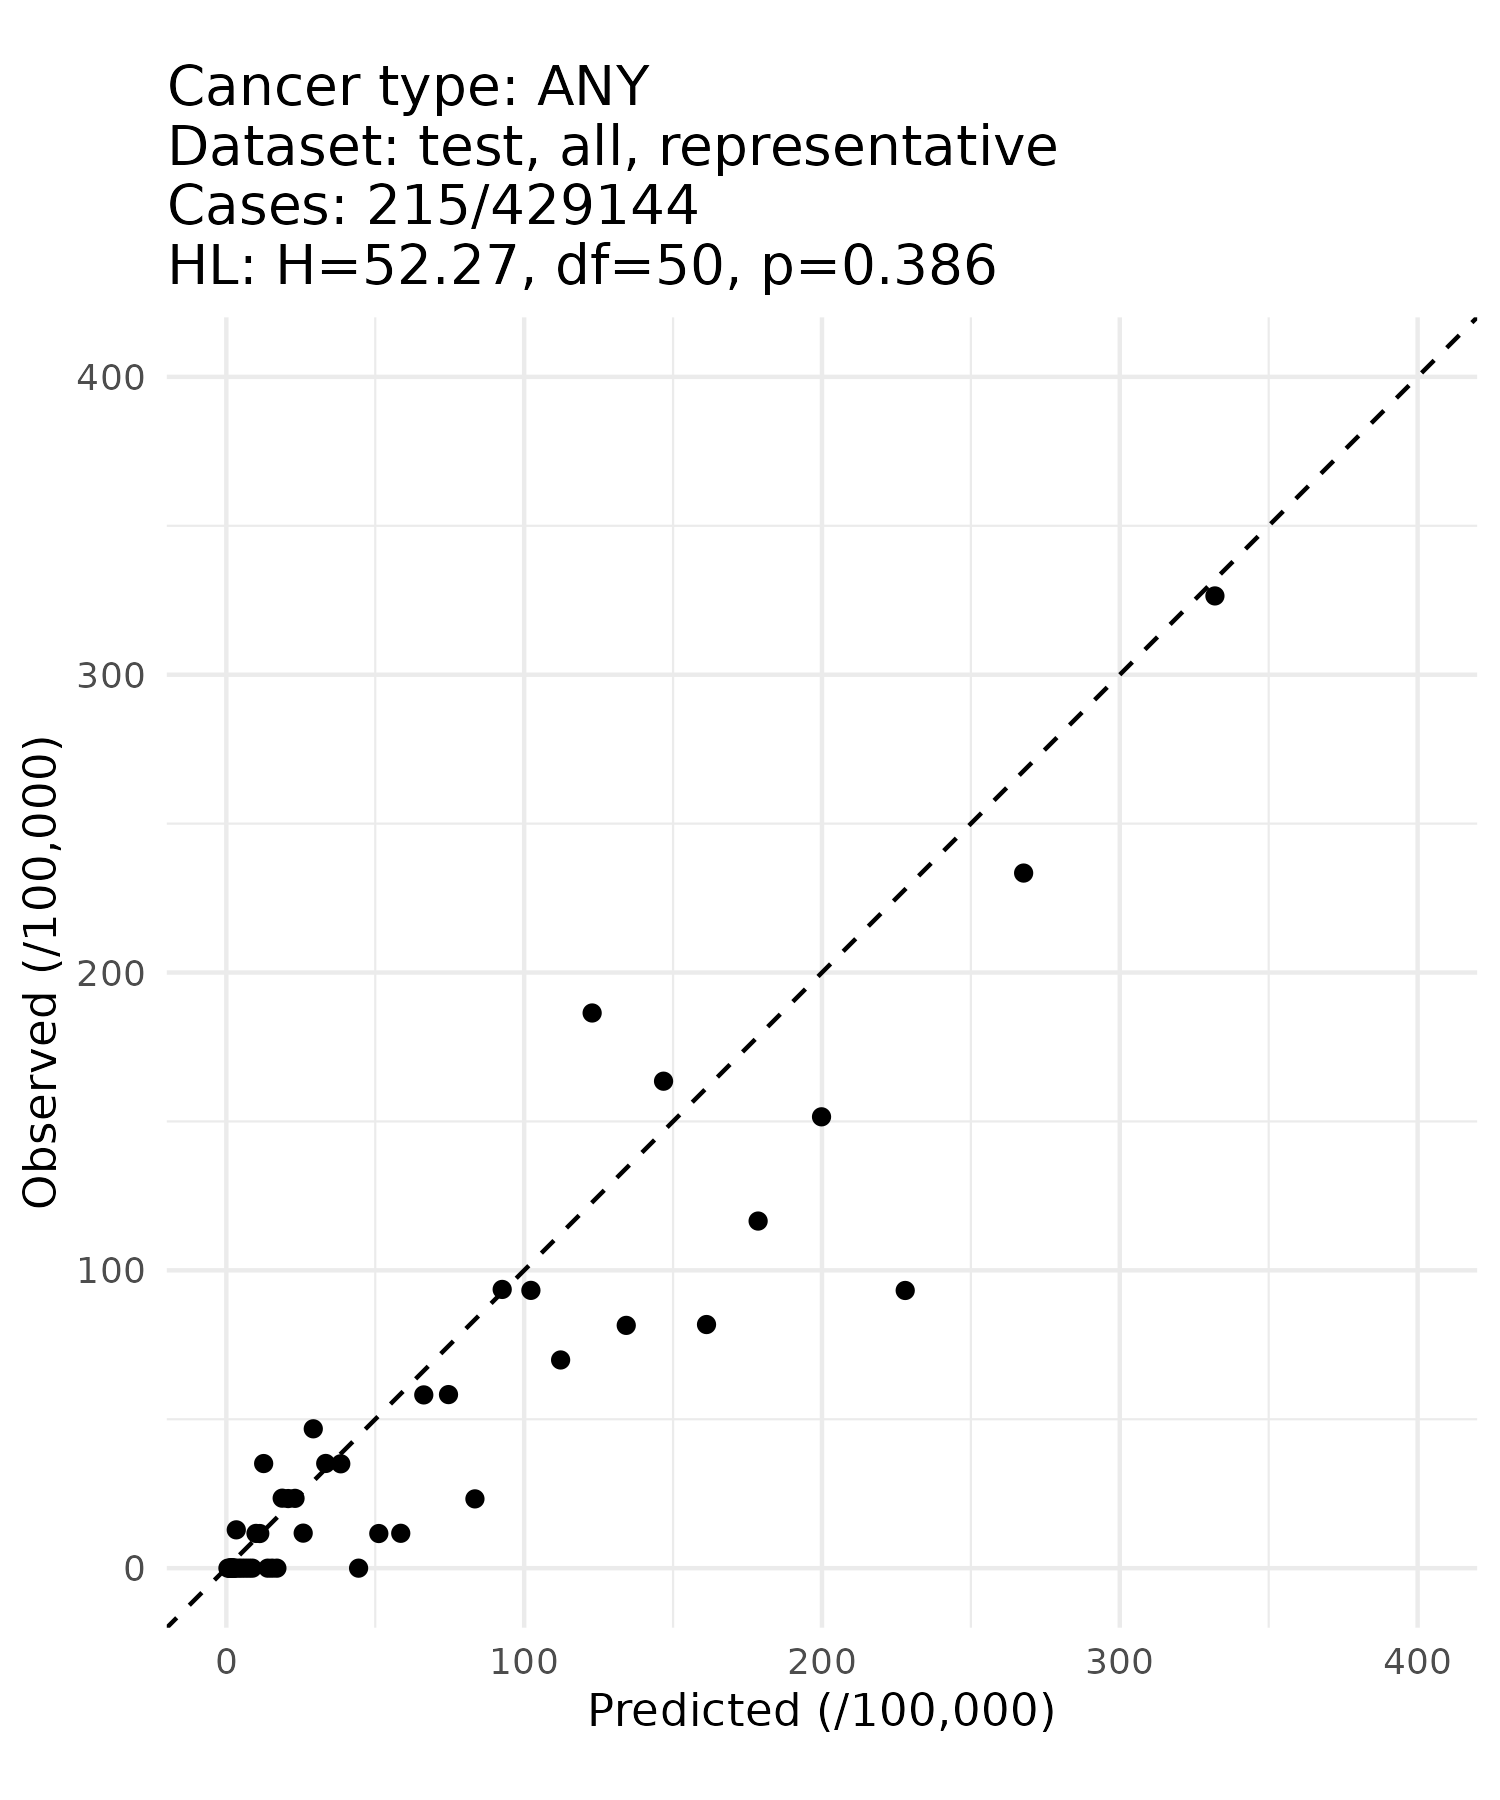 Cancer type: ANY
Dataset: test, all, representative
Cases: 215/429144
HL: H=52.27, df=50, p=0.386
400
300
200
100
0
Observed (/100,000)
0 100 200 300 400
Predicted (/100,000)